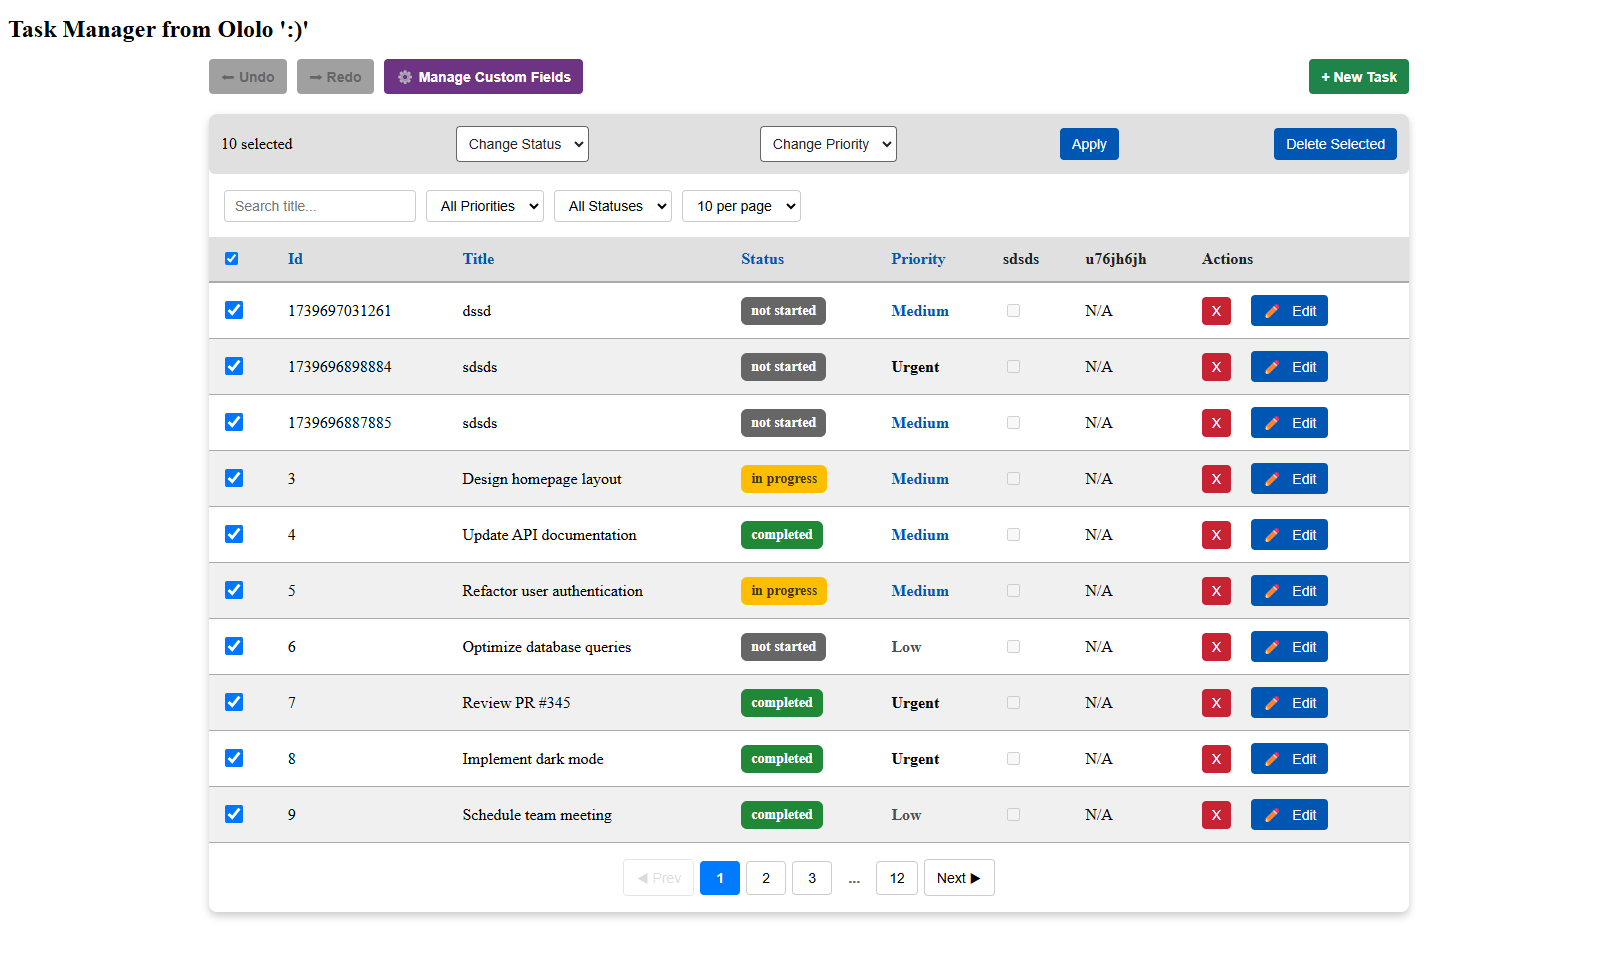 Task Manager from Ololo ':)'
← Undo → Redo Manage Custom Fields + New Task
10 selected Change Status Change Priority Apply Delete Selected
Search title... All Priorities All Statuses 10 per page
Id Title Status Priority sdsds u76jh6jh Actions
1739697031261 dssd not started Medium N/A X Edit
1739696898884 sdsds not started Urgent N/A X Edit
1739696887885 sdsds not started Medium N/A X Edit
3 Design homepage layout in progress Medium N/A X Edit
4 Update API documentation completed Medium N/A X Edit
5 Refactor user authentication in progress Medium N/A X Edit
6 Optimize database queries not started Low N/A X Edit
7 Review PR #345 completed Urgent N/A X Edit
8 Implement dark mode completed Urgent N/A X Edit
9 Schedule team meeting completed Low N/A X Edit
◀ Prev 1 2 3 ... 12 Next ▶